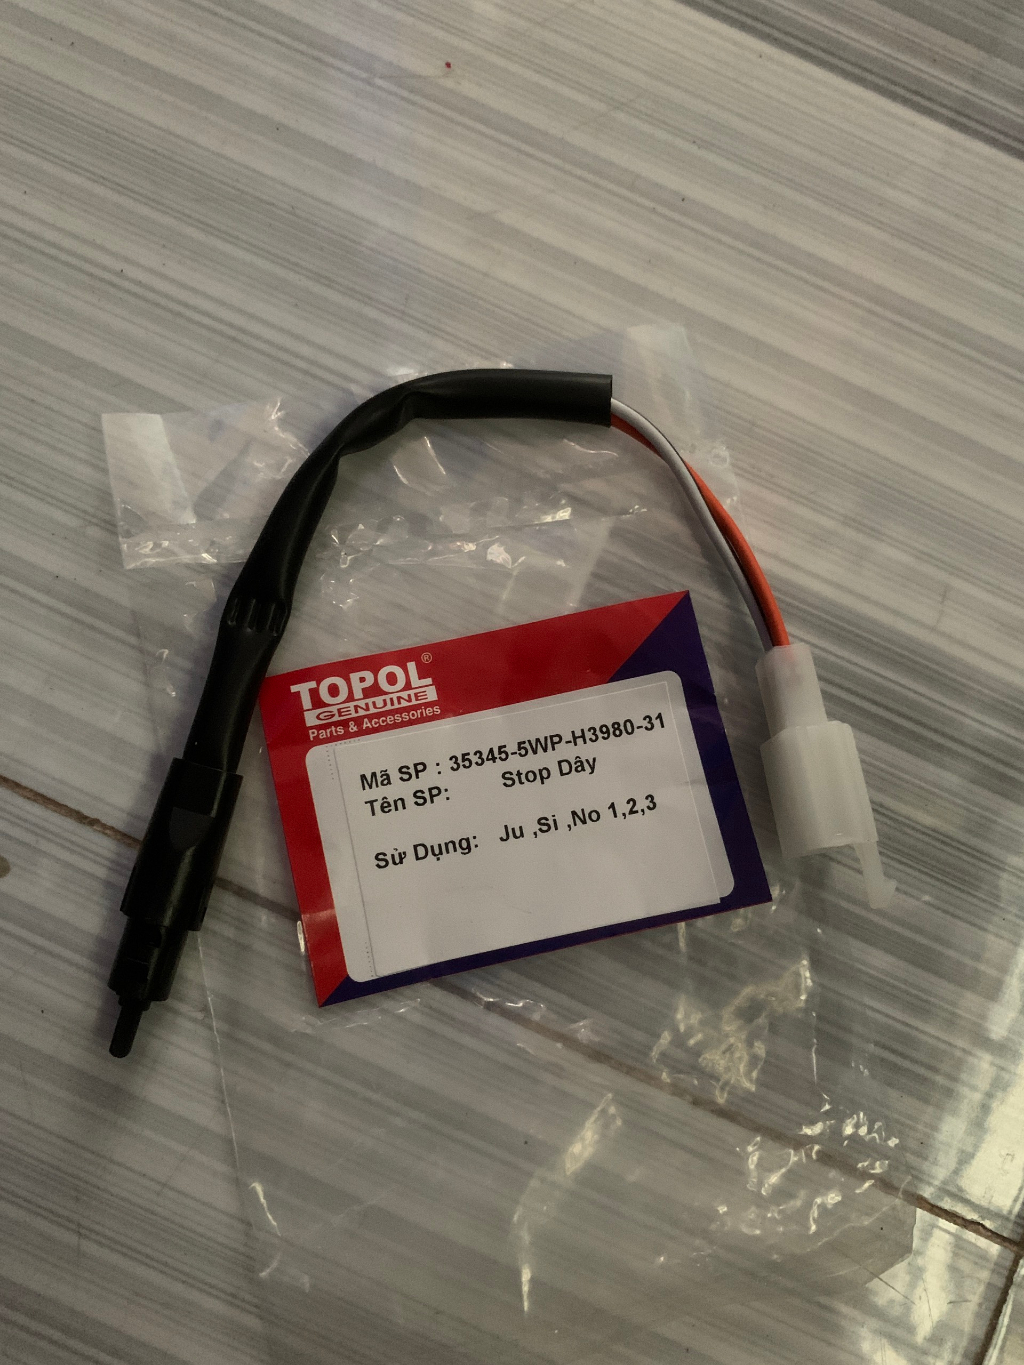 TOPOL®
GENUINE
Parts & Accessories
Mã SP : 35345-5WP-H3980-31
Tên SP: Stop Dây
Sử Dụng: Ju ,Si ,No 1,2,3